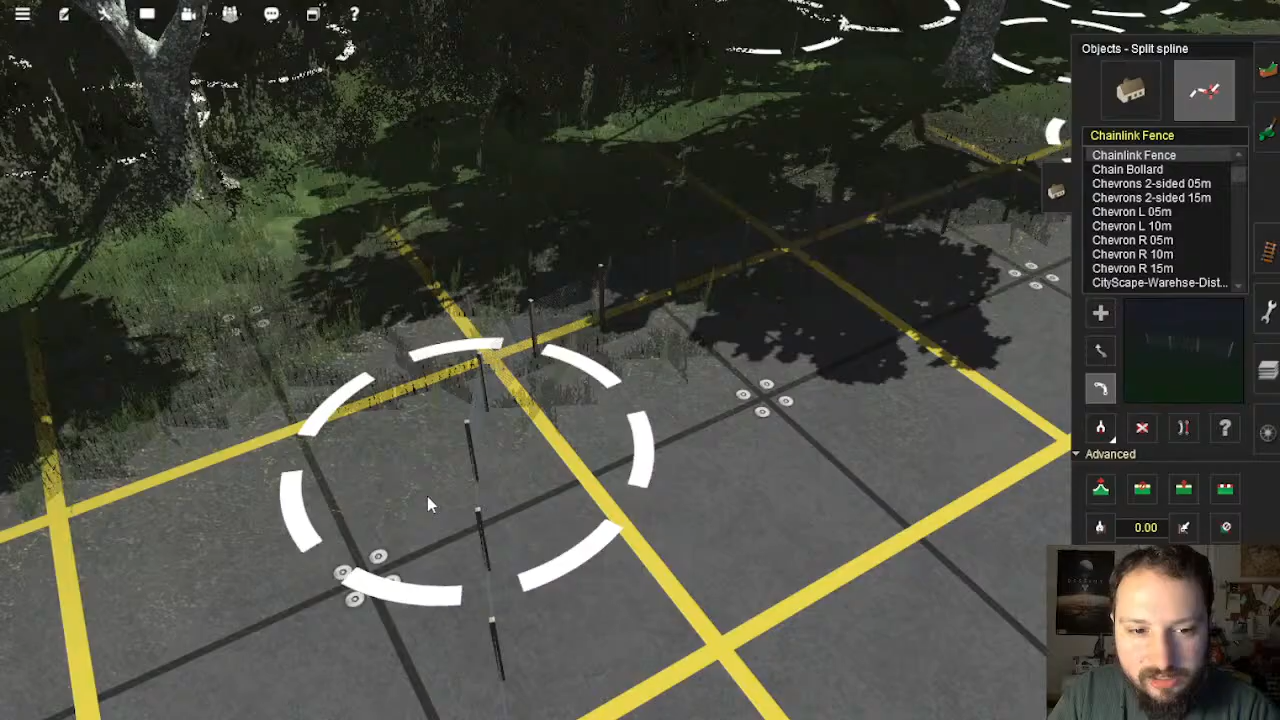 Objects - Split spline
Chainlink Fence
Chainlink Fence
Chain Bollard
Chevrons 2-sided 05m
Chevrons 2-sided 15m
Chevron L 05m
Chevron L 10m
Chevron R 05m
Chevron R 10m
Chevron R 15m
CityScape-Warehse-Dist...
Advanced
0.00